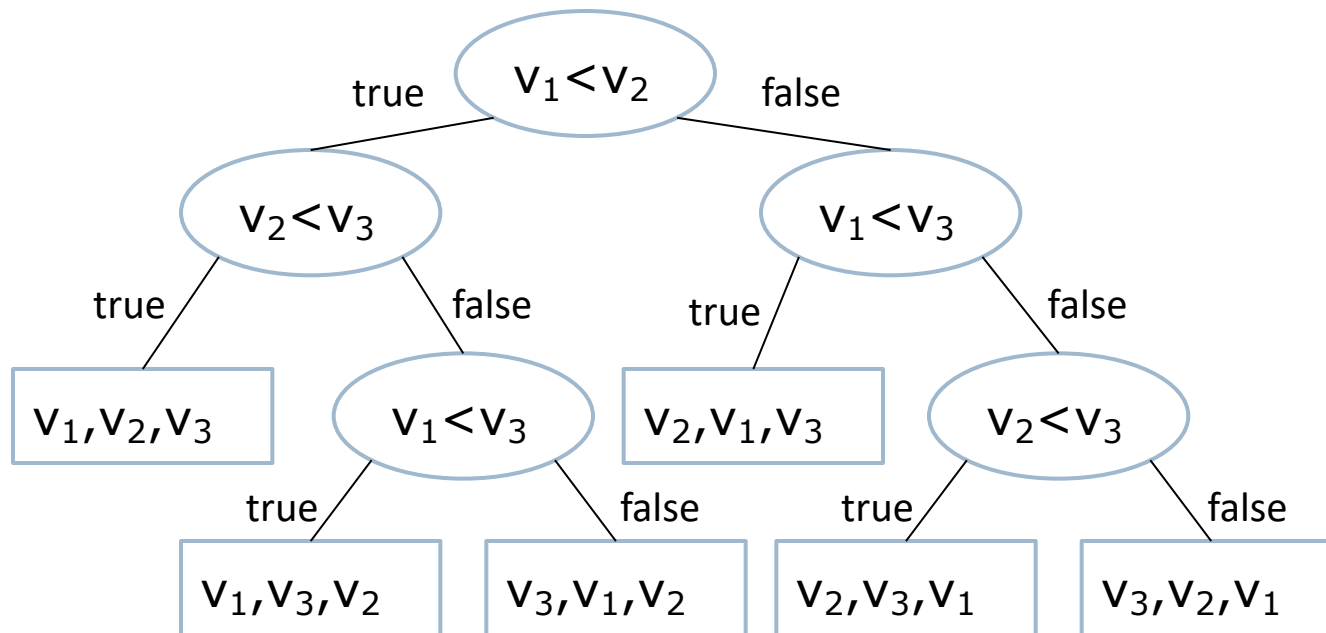 v₁<v₂
true false
v₂<v₃ v₁<v₃
true false true false
v₁,v₂,v₃ v₁<v₃ v₂,v₁,v₃ v₂<v₃
true false true false
v₁,v₃,v₂ v₃,v₁,v₂ v₂,v₃,v₁ v₃,v₂,v₁